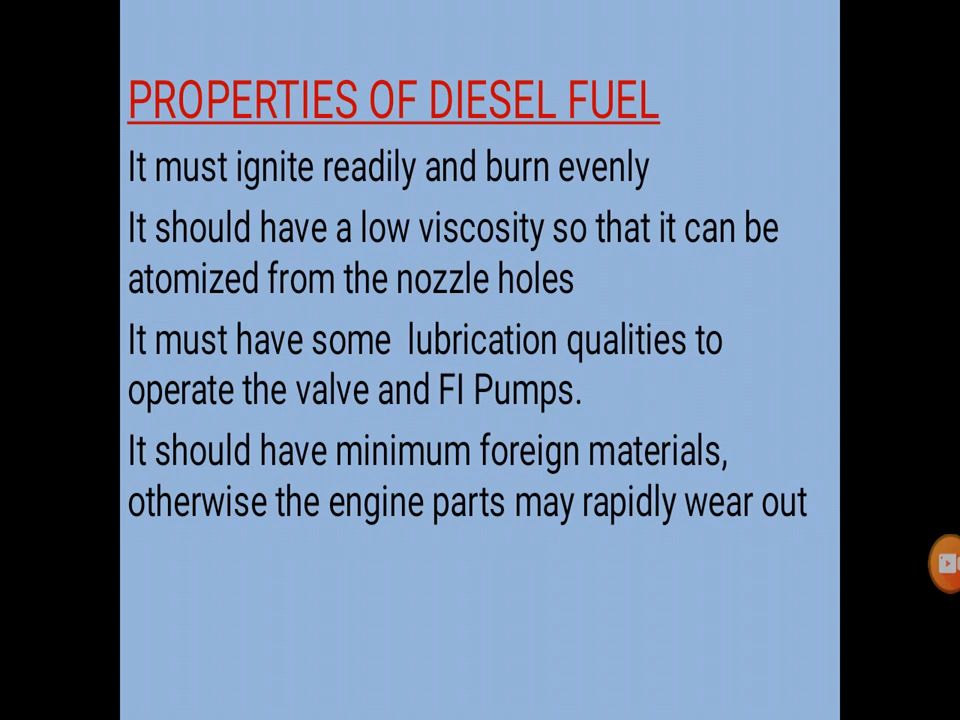 PROPERTIES OF DIESEL FUEL
It must ignite readily and burn evenly
It should have a low viscosity so that it can be
atomized from the nozzle holes
It must have some lubrication qualities to
operate the valve and FI Pumps.
It should have minimum foreign materials,
otherwise the engine parts may rapidly wear out